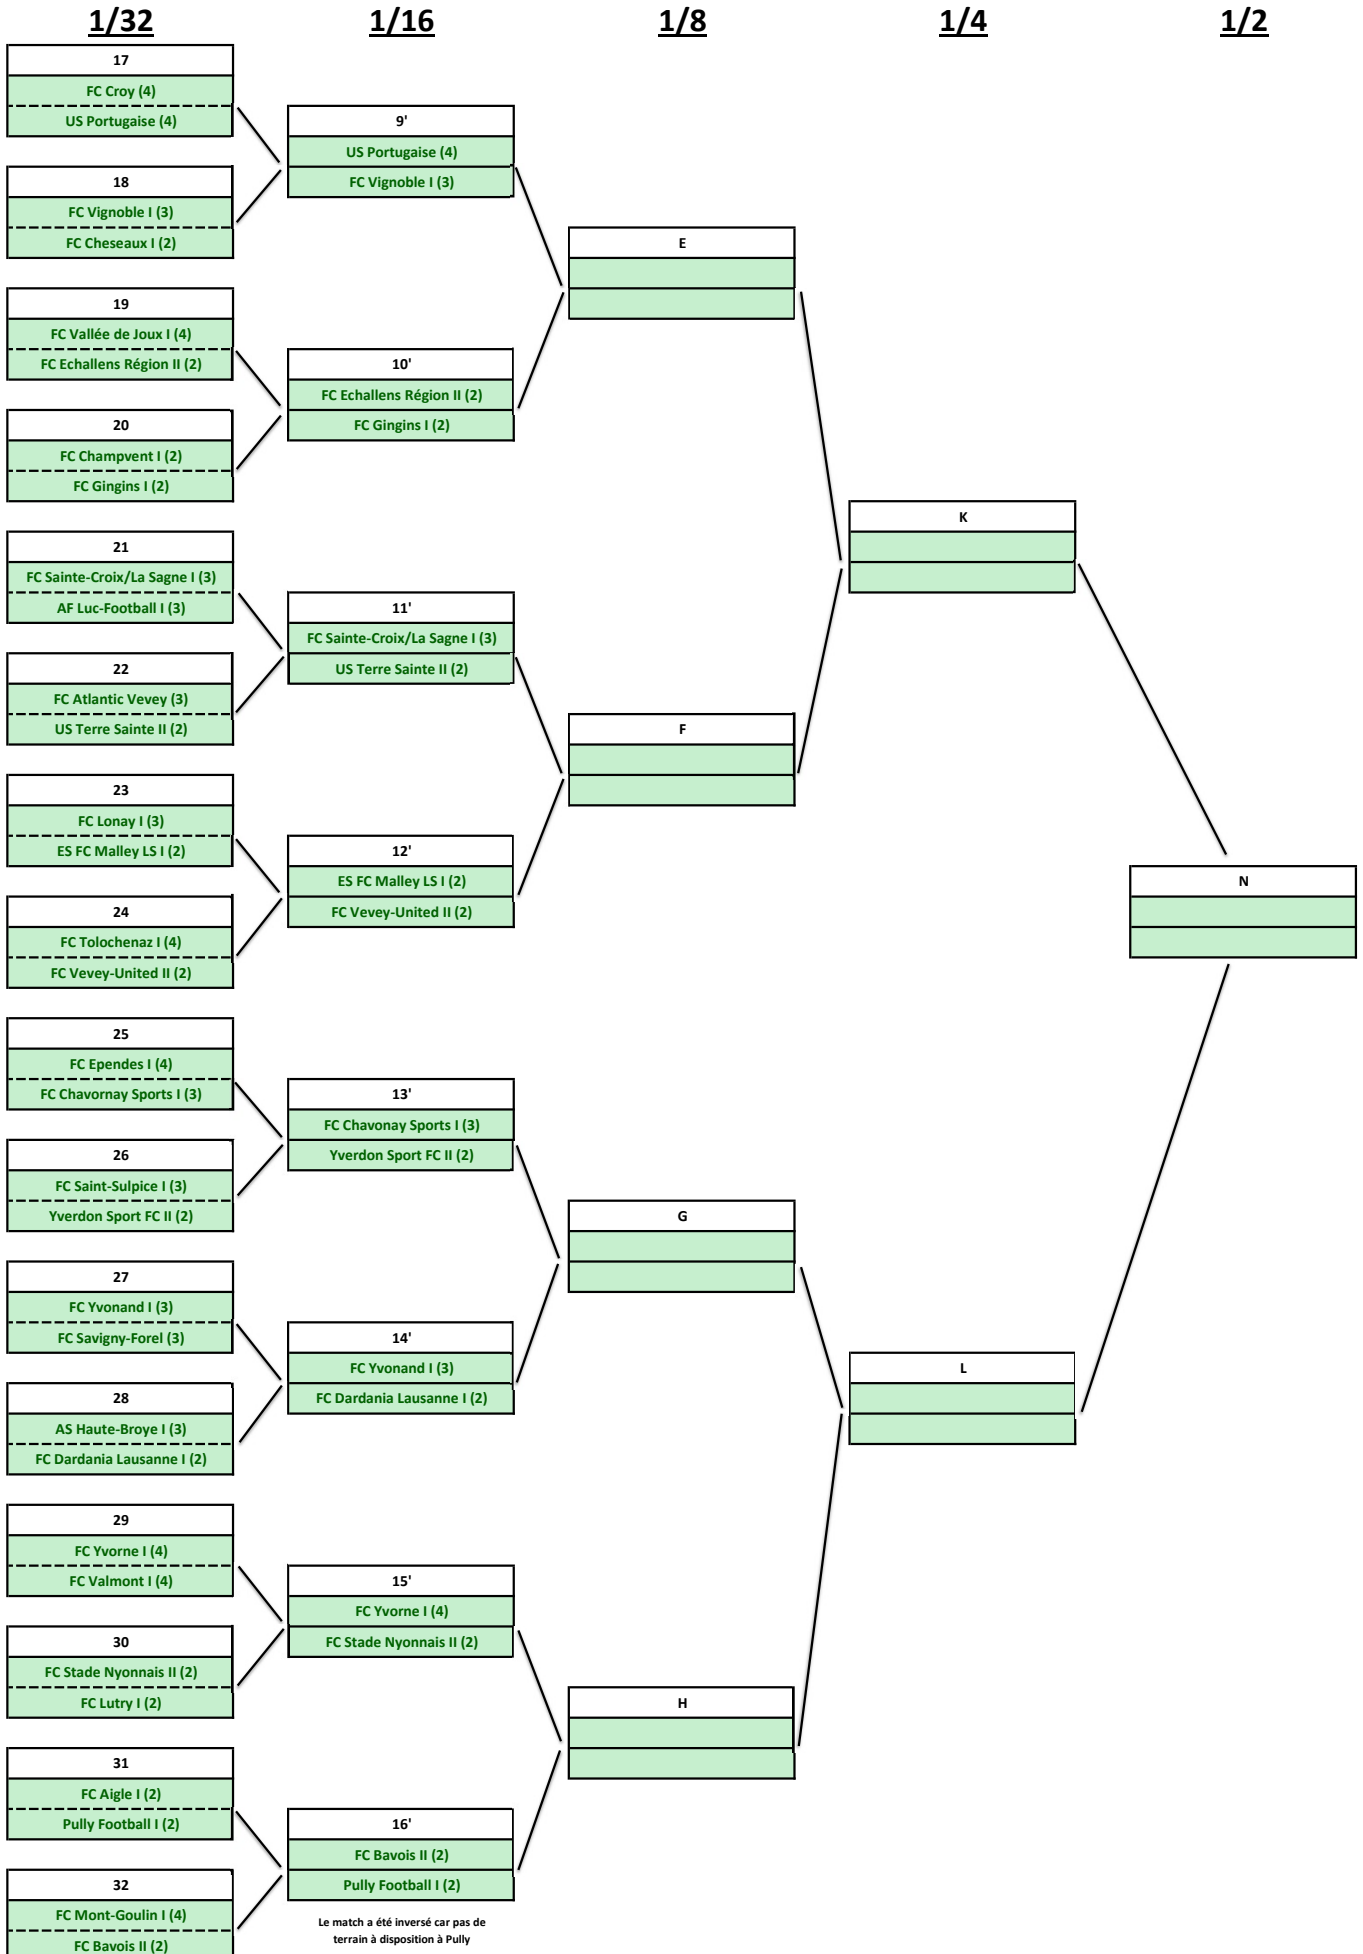 1/32
1/16
1/8
1/4
1/2
17
FC Croy (4)
US Portugaise (4)
18
FC Vignoble I (3)
FC Cheseaux I (2)
19
FC Vallée de Joux I (4)
FC Echallens Région II (2)
20
FC Champvent I (2)
FC Gingins I (2)
21
FC Sainte-Croix/La Sagne I (3)
AF Luc-Football I (3)
22
FC Atlantic Vevey (3)
US Terre Sainte II (2)
23
FC Lonay I (3)
ES FC Malley LS I (2)
24
FC Tolochenaz I (4)
FC Vevey-United II (2)
25
FC Ependes I (4)
FC Chavornay Sports I (3)
26
FC Saint-Sulpice I (3)
Yverdon Sport FC II (2)
27
FC Yvonand I (3)
FC Savigny-Forel (3)
28
AS Haute-Broye I (3)
FC Dardania Lausanne I (2)
29
FC Yvorne I (4)
FC Valmont I (4)
30
FC Stade Nyonnais II (2)
FC Lutry I (2)
31
FC Aigle I (2)
Pully Football I (2)
32
FC Mont-Goulin I (4)
FC Bavois II (2)
9'
US Portugaise (4)
FC Vignoble I (3)
10'
FC Echallens Région II (2)
FC Gingins I (2)
11'
FC Sainte-Croix/La Sagne I (3)
US Terre Sainte II (2)
12'
ES FC Malley LS I (2)
FC Vevey-United II (2)
13'
FC Chavonay Sports I (3)
Yverdon Sport FC II (2)
14'
FC Yvonand I (3)
FC Dardania Lausanne I (2)
15'
FC Yvorne I (4)
FC Stade Nyonnais II (2)
16'
FC Bavois II (2)
Pully Football I (2)
Le match a été inversé car pas de
terrain à disposition à Pully
E
F
G
H
K
L
N